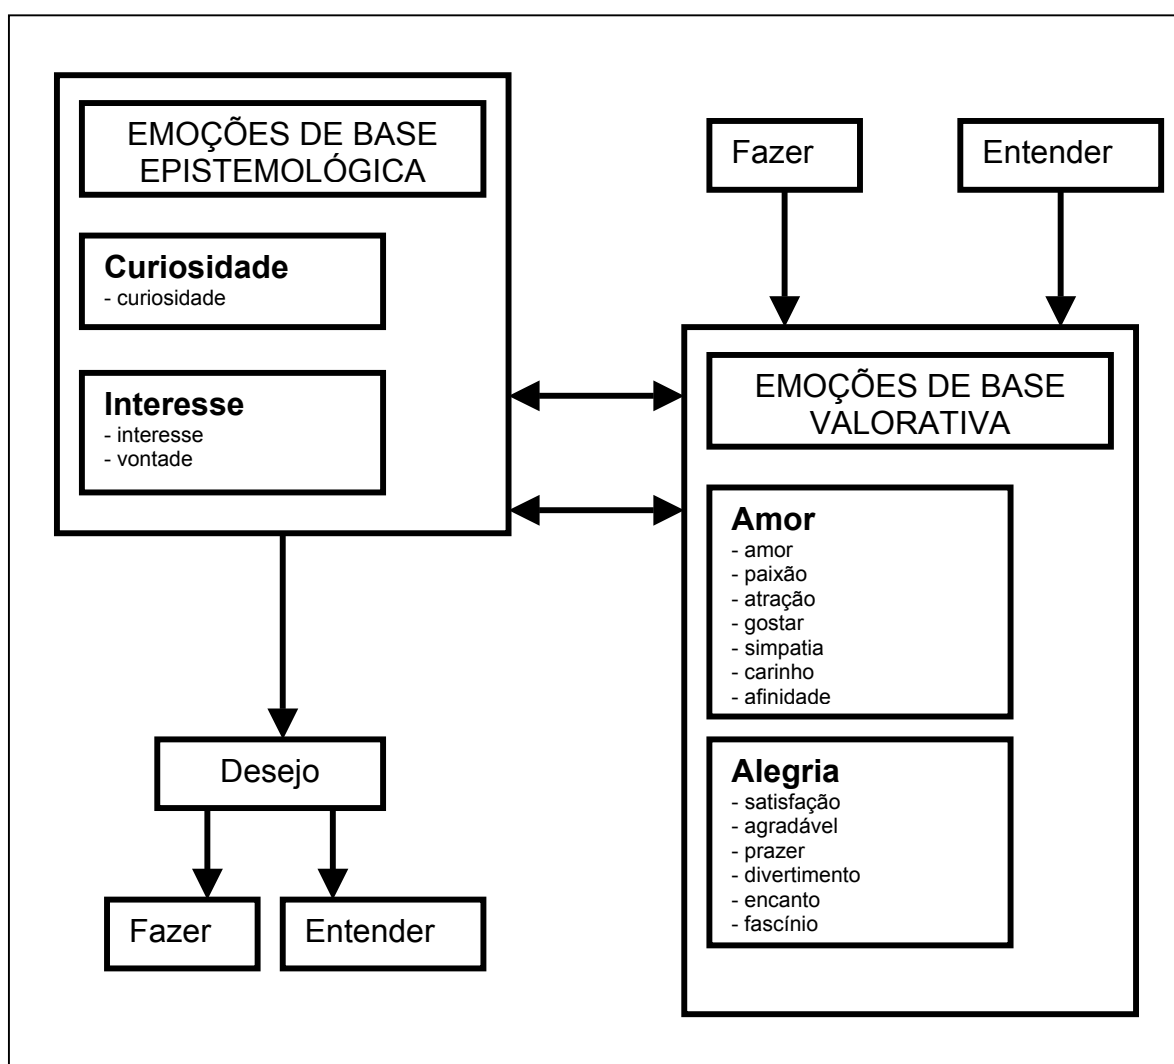 EMOÇÕES DE BASE
EPISTEMOLÓGICA
Curiosidade
- curiosidade
Interesse
- interesse
- vontade
Desejo
Fazer
Entender
Fazer
Entender
EMOÇÕES DE BASE
VALORATIVA
Amor
- amor
- paixão
- atração
- gostar
- simpatia
- carinho
- afinidade
Alegria
- satisfação
- agradável
- prazer
- divertimento
- encanto
- fascínio